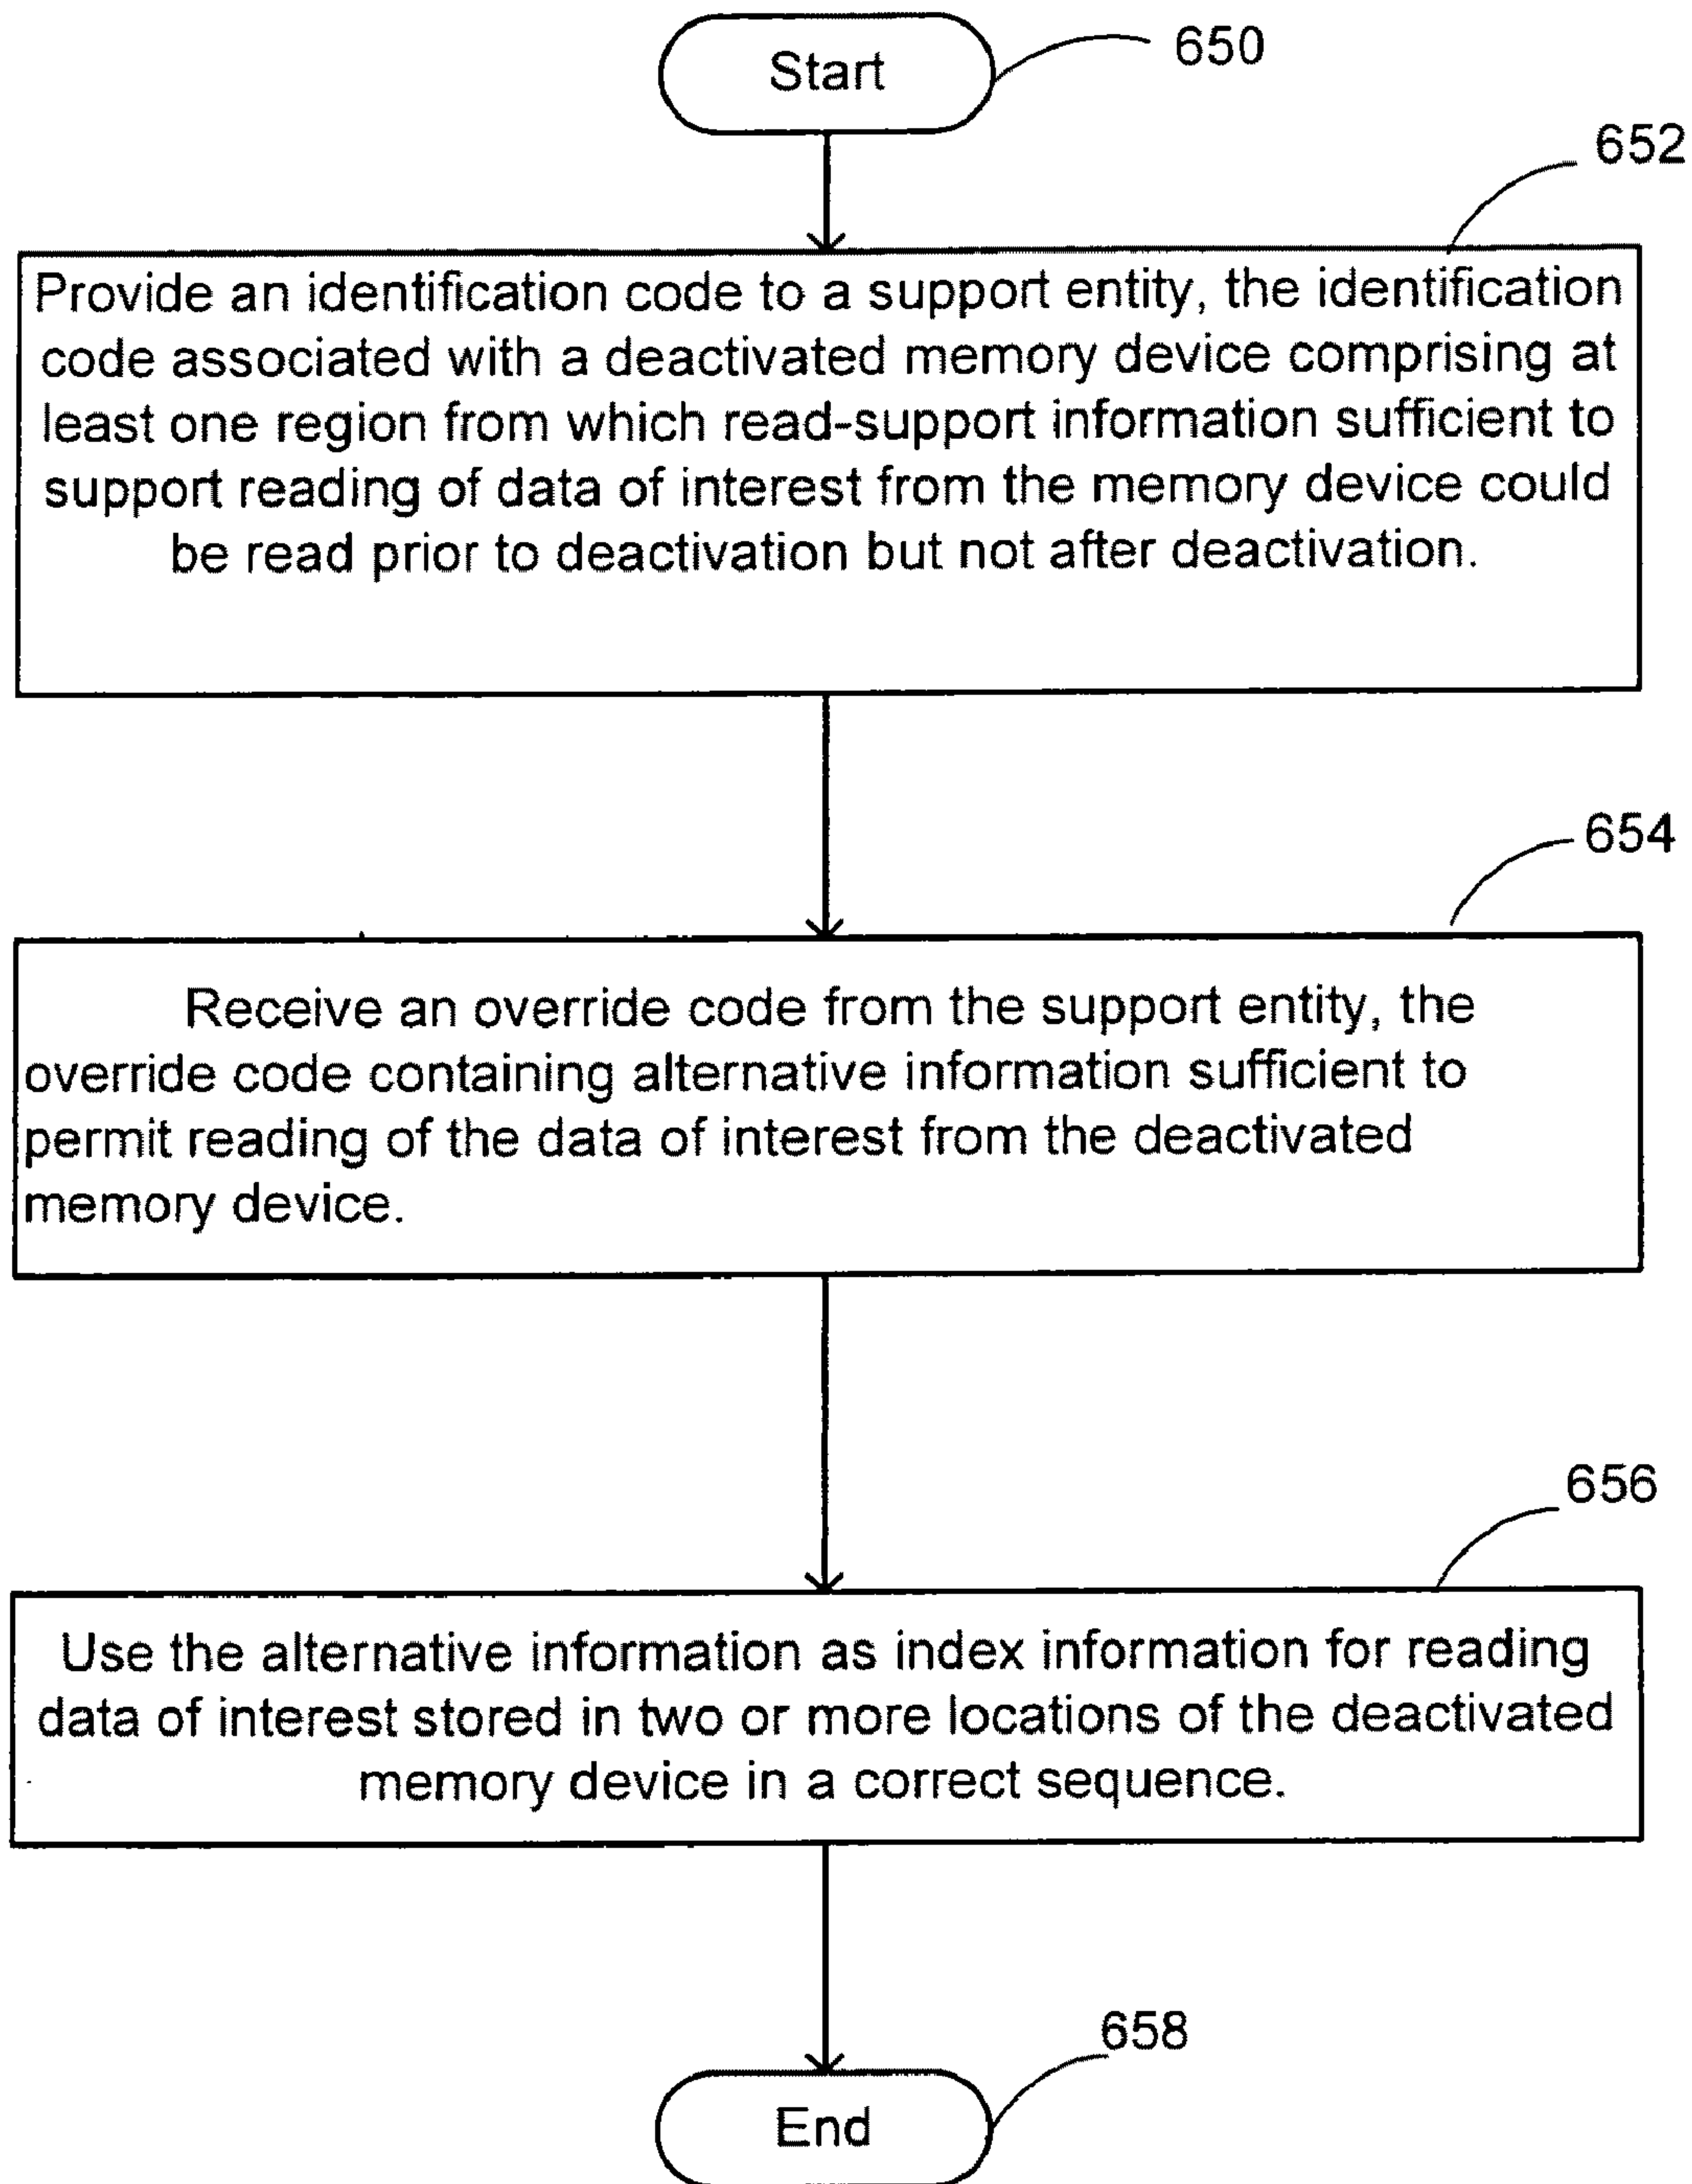 Start
650
652
Provide an identification code to a support entity, the identification
code associated with a deactivated memory device comprising at
least one region from which read-support information sufficient to
support reading of data of interest from the memory device could
be read prior to deactivation but not after deactivation.
654
Receive an override code from the support entity, the
override code containing alternative information sufficient to
permit reading of the data of interest from the deactivated
memory device.
656
Use the alternative information as index information for reading
data of interest stored in two or more locations of the deactivated
memory device in a correct sequence.
658
End